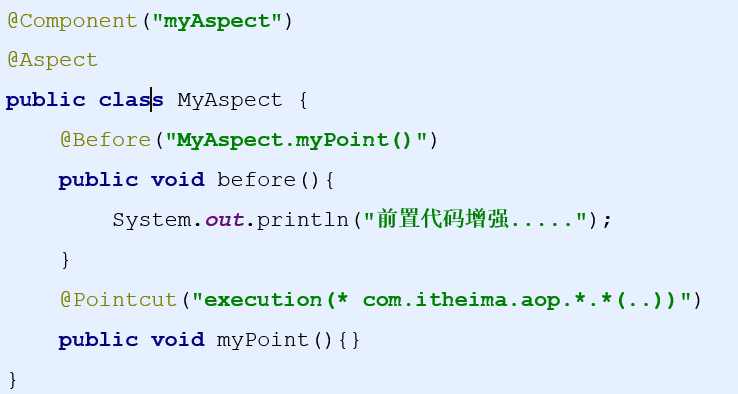 @Component("myAspect")
@Aspect
public class MyAspect {
    @Before("MyAspect.myPoint()")
    public void before(){
        System.out.println("前置代码增强.....");
    }
    @Pointcut("execution(* com.itheima.aop.*.*(..))")
    public void myPoint(){}
}